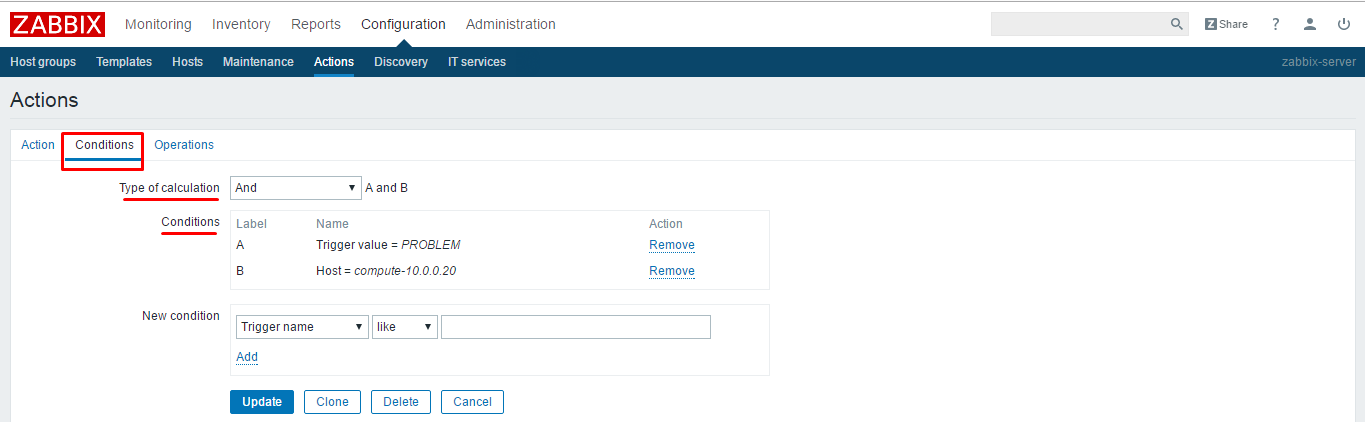 ZABBIX Monitoring Inventory Reports Configuration Administration Z Share ?
Host groups Templates Hosts Maintenance Actions Discovery IT services zabbix-server
Actions
Action Conditions Operations
Type of calculation And A and B
Conditions Label Name Action
A Trigger value = PROBLEM Remove
B Host = compute-10.0.0.20 Remove
New condition
Trigger name like
Add
Update Clone Delete Cancel